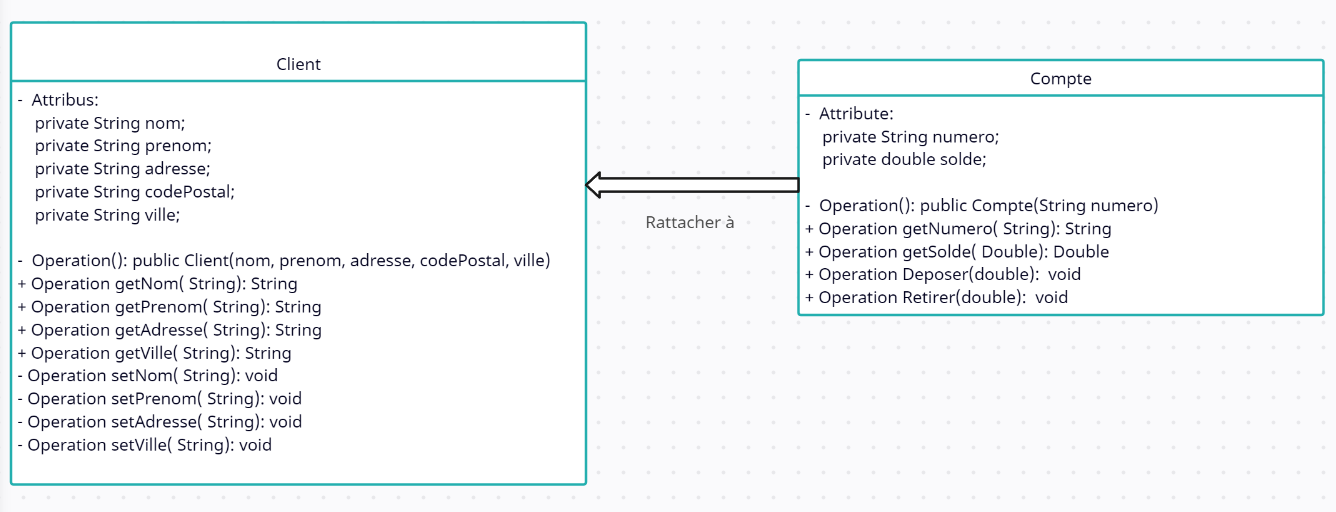 Client
- Attribus:
private String nom;
private String prenom;
private String adresse;
private String codePostal;
private String ville;
- Operation(): public Client(nom, prenom, adresse, codePostal, ville)
+ Operation getNom( String): String
+ Operation getPrenom( String): String
+ Operation getAdresse( String): String
+ Operation getVille( String): String
- Operation setNom( String): void
- Operation setPrenom( String): void
- Operation setAdresse( String): void
- Operation setVille( String): void
Rattacher à
Compte
- Attribute:
private String numero;
private double solde;
- Operation(): public Compte(String numero)
+ Operation getNumero( String): String
+ Operation getSolde( Double): Double
+ Operation Deposer(double): void
+ Operation Retirer(double): void